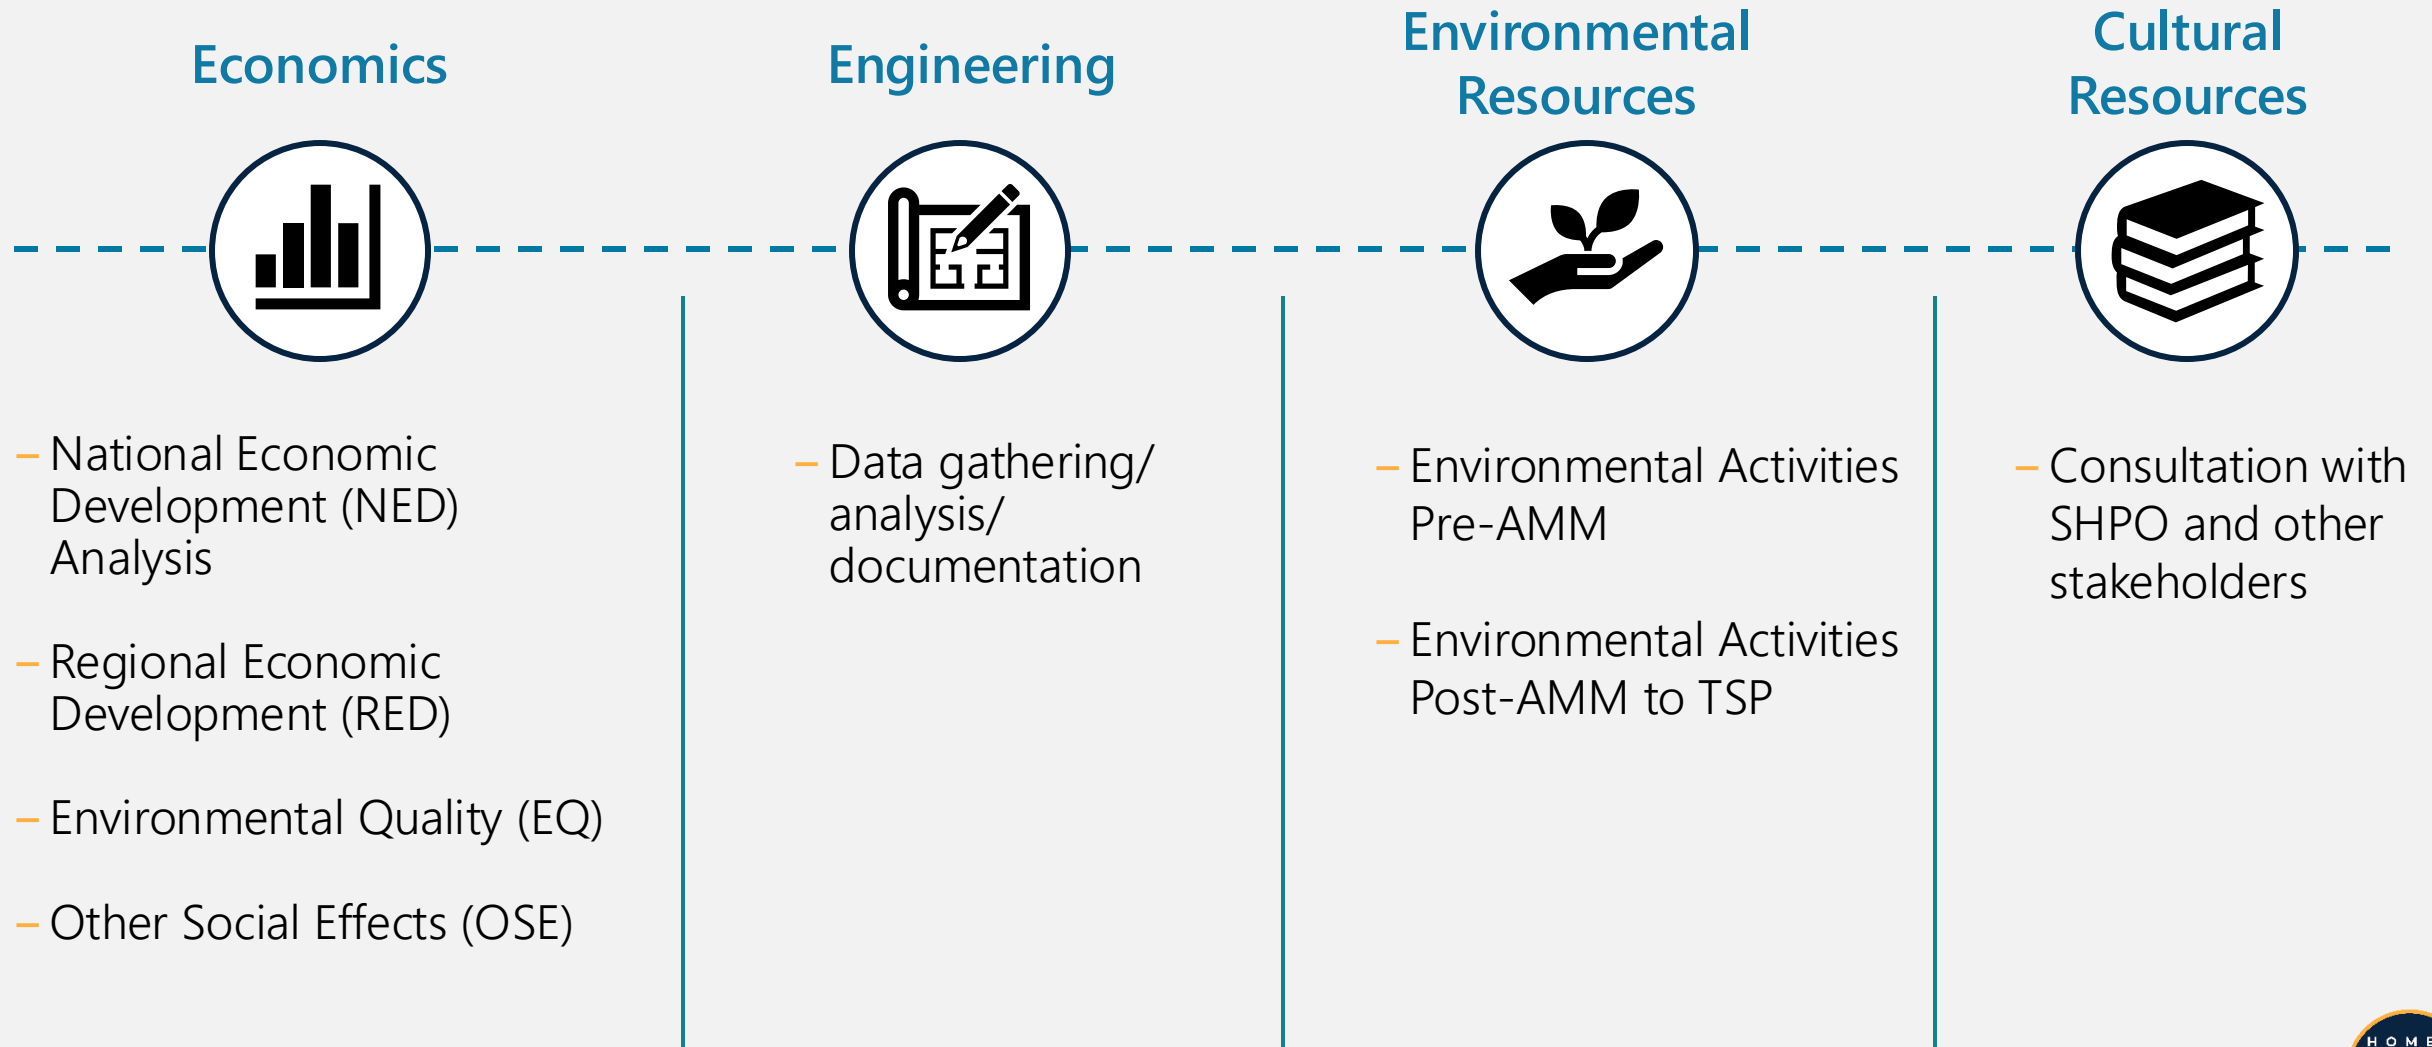 Economics
– National Economic
Development (NED)
Analysis
– Regional Economic
Development (RED)
– Environmental Quality (EQ)
– Other Social Effects (OSE)
Engineering
– Data gathering/
analysis/
documentation
Environmental
Resources
– Environmental Activities
Pre-AMM
– Environmental Activities
Post-AMM to TSP
Cultural
Resources
– Consultation with
SHPO and other
stakeholders
HOME